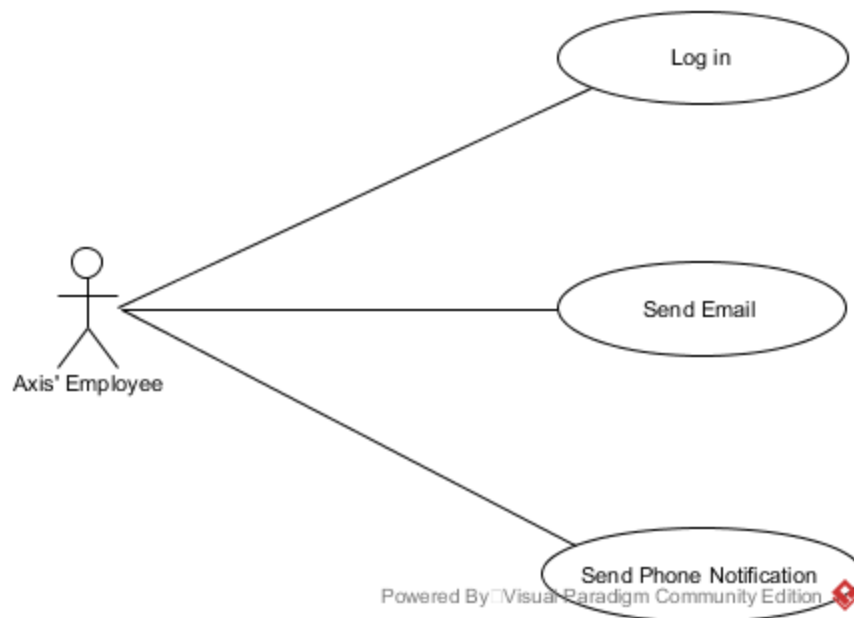 Log in
Send Email
Axis' Employee
Send Phone Notification
Powered By Visual Paradigm Community Edition